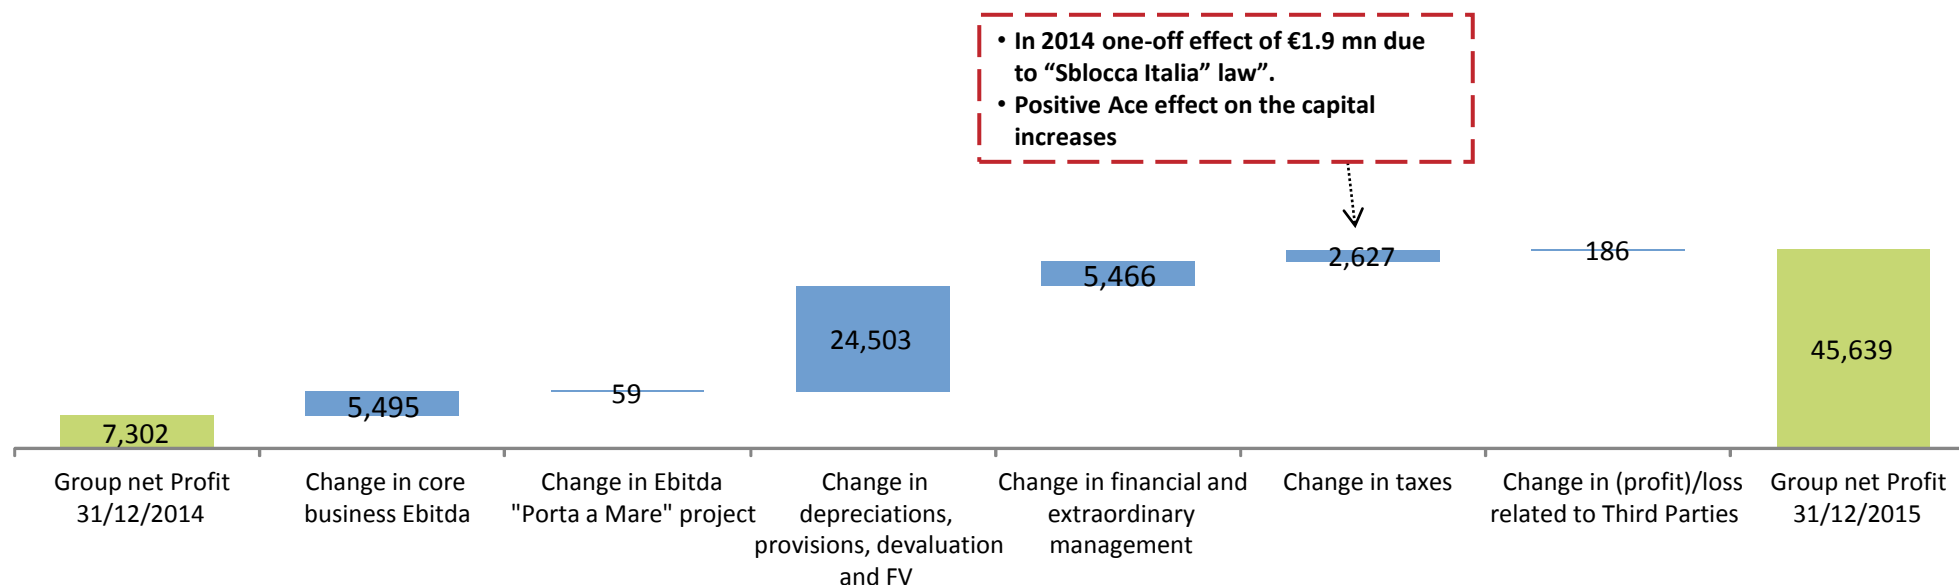 • In 2014 one-off effect of €1.9 mn due
to “Sblocca Italia” law”.
• Positive Ace effect on the capital
increases
7,302
5,495
59
24,503
5,466
2,627
186
45,639
Group net Profit
31/12/2014
Change in core
business Ebitda
Change in Ebitda
"Porta a Mare" project
Change in
depreciations,
provisions, devaluation
and FV
Change in financial and
extraordinary
management
Change in taxes
Change in (profit)/loss
related to Third Parties
Group net Profit
31/12/2015